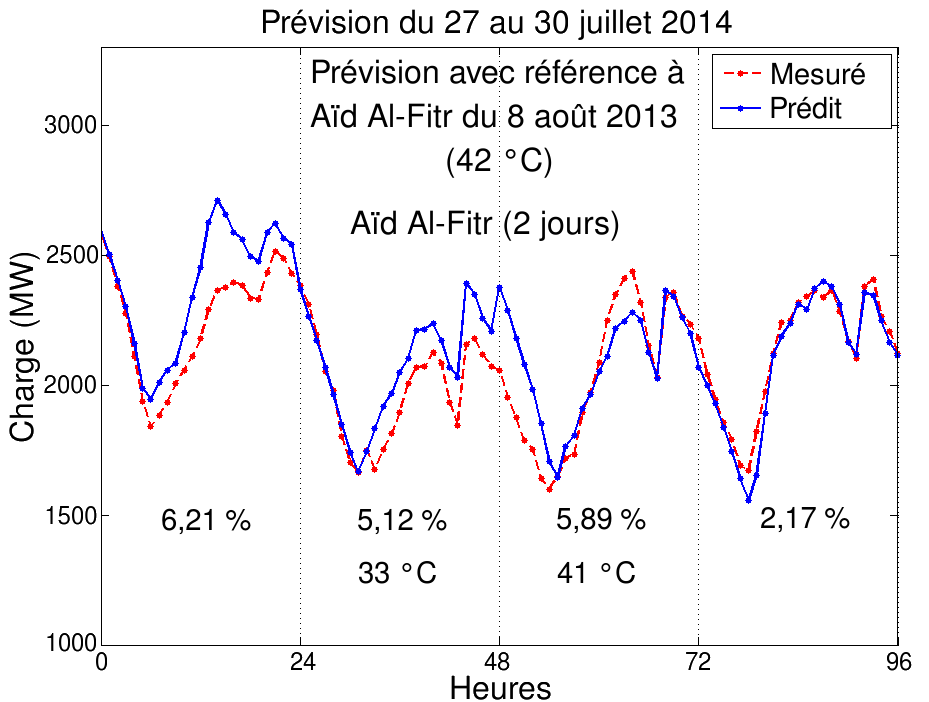 Prévision du 27 au 30 juillet 2014
Prévision avec référence à
Aïd Al-Fitr du 8 août 2013
(42 °C)
Aïd Al-Fitr (2 jours)
Mesuré
Prédit
Charge (MW)
3000
2500
2000
1500
1000
6,21 %
5,12 %
5,89 %
2,17 %
33 °C
41 °C
0
24
48
72
96
Heures